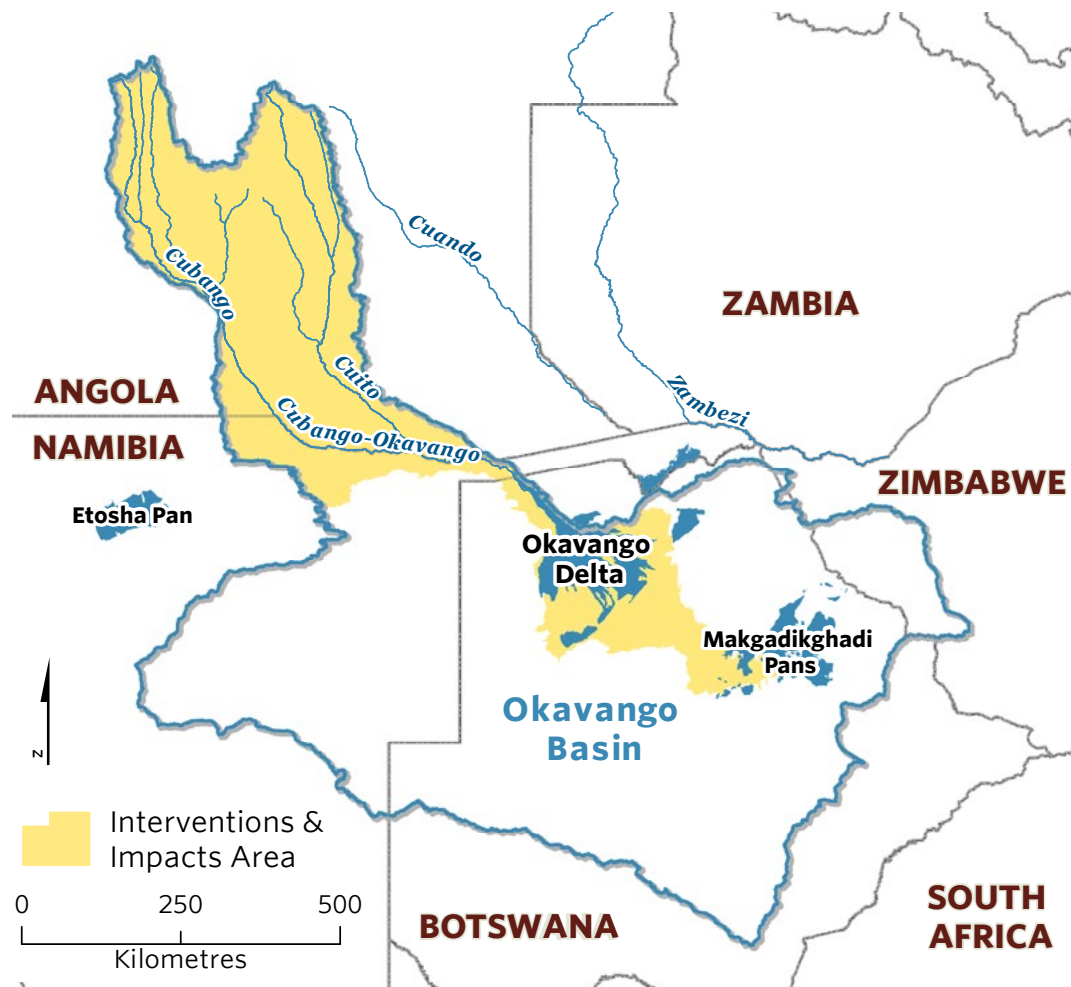 Cuando
ZAMBIA
Cubango
Cuito
Zambezi
ANGOLA
Cubango-Okavango
NAMIBIA
ZIMBABWE
Etosha Pan
Okavango
Delta
Makgadikghadi
Pans
Okavango
Basin
N
Interventions &
Impacts Area
0 250 500
Kilometres
BOTSWANA
SOUTH
AFRICA